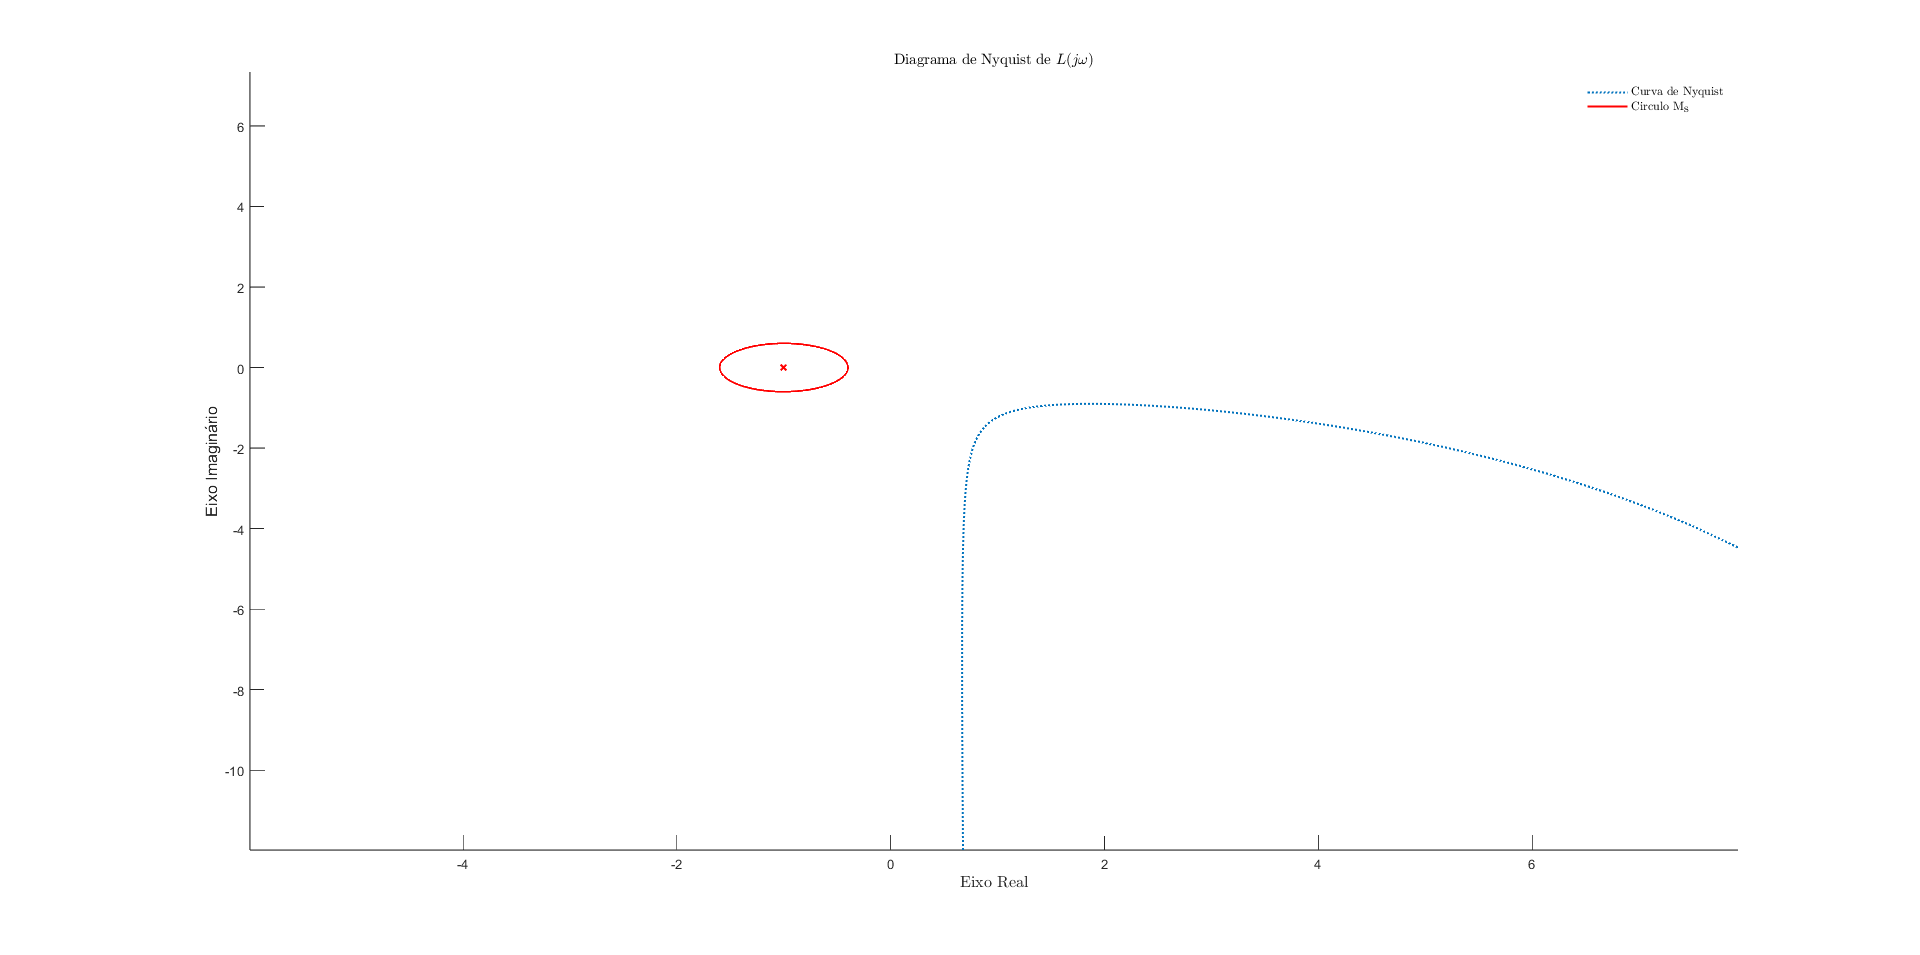 Diagrama de Nyquist de L(jω)
Curva de Nyquist
Circulo Ms
6
4
2
0
-2
-4
-6
-8
-10
Eixo Imaginário
-4 -2 0 2 4 6
Eixo Real